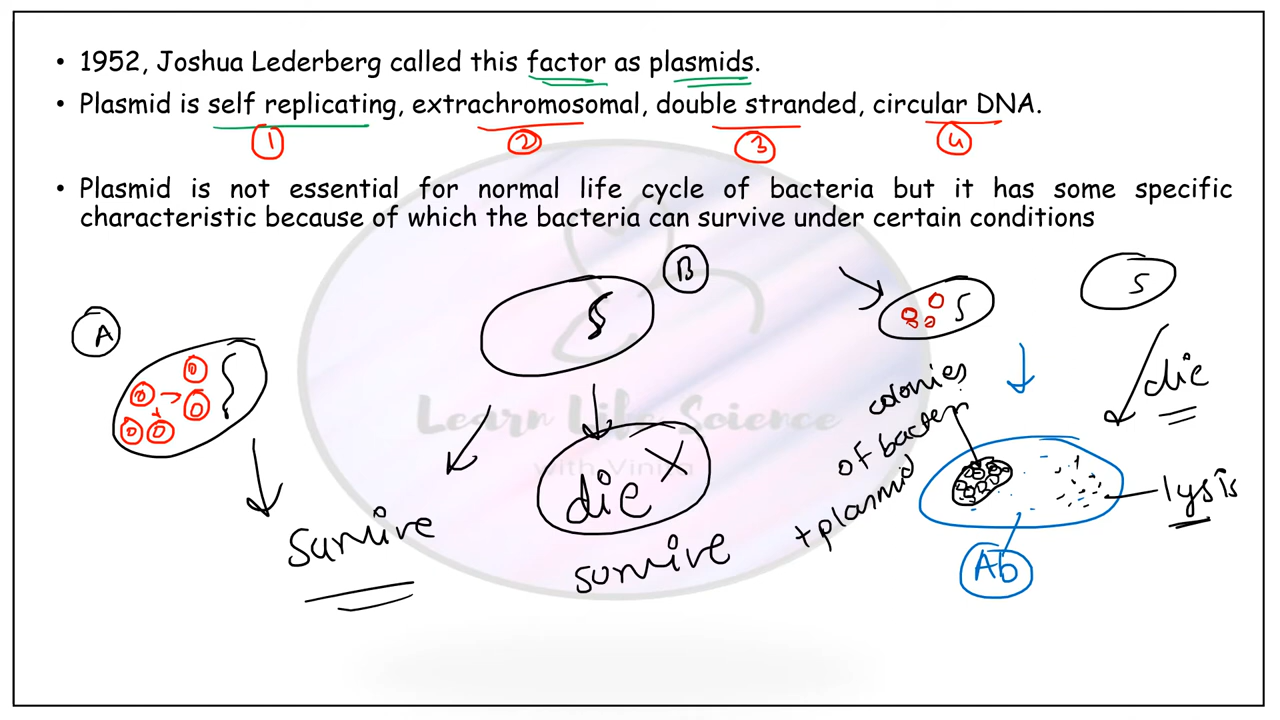 • 1952, Joshua Lederberg called this factor as plasmids.
• Plasmid is self replicating, extrachromosomal, double stranded, circular DNA.
1 2 3 4
• Plasmid is not essential for normal life cycle of bacteria but it has some specific
characteristic because of which the bacteria can survive under certain conditions
B
A
die
colonies
of bacteri
+plasmid
Learn Life Science
with Vinita
die X
lysis
survive
survive
Ab